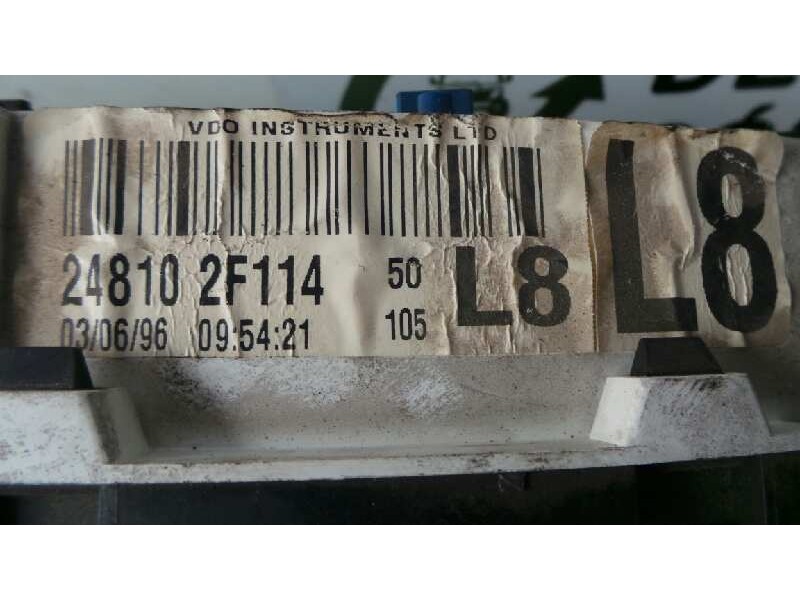 VDO INSTRUMENTS LTD
24810 2F114 50 L8
03/06/96 09:54:21 105
L8